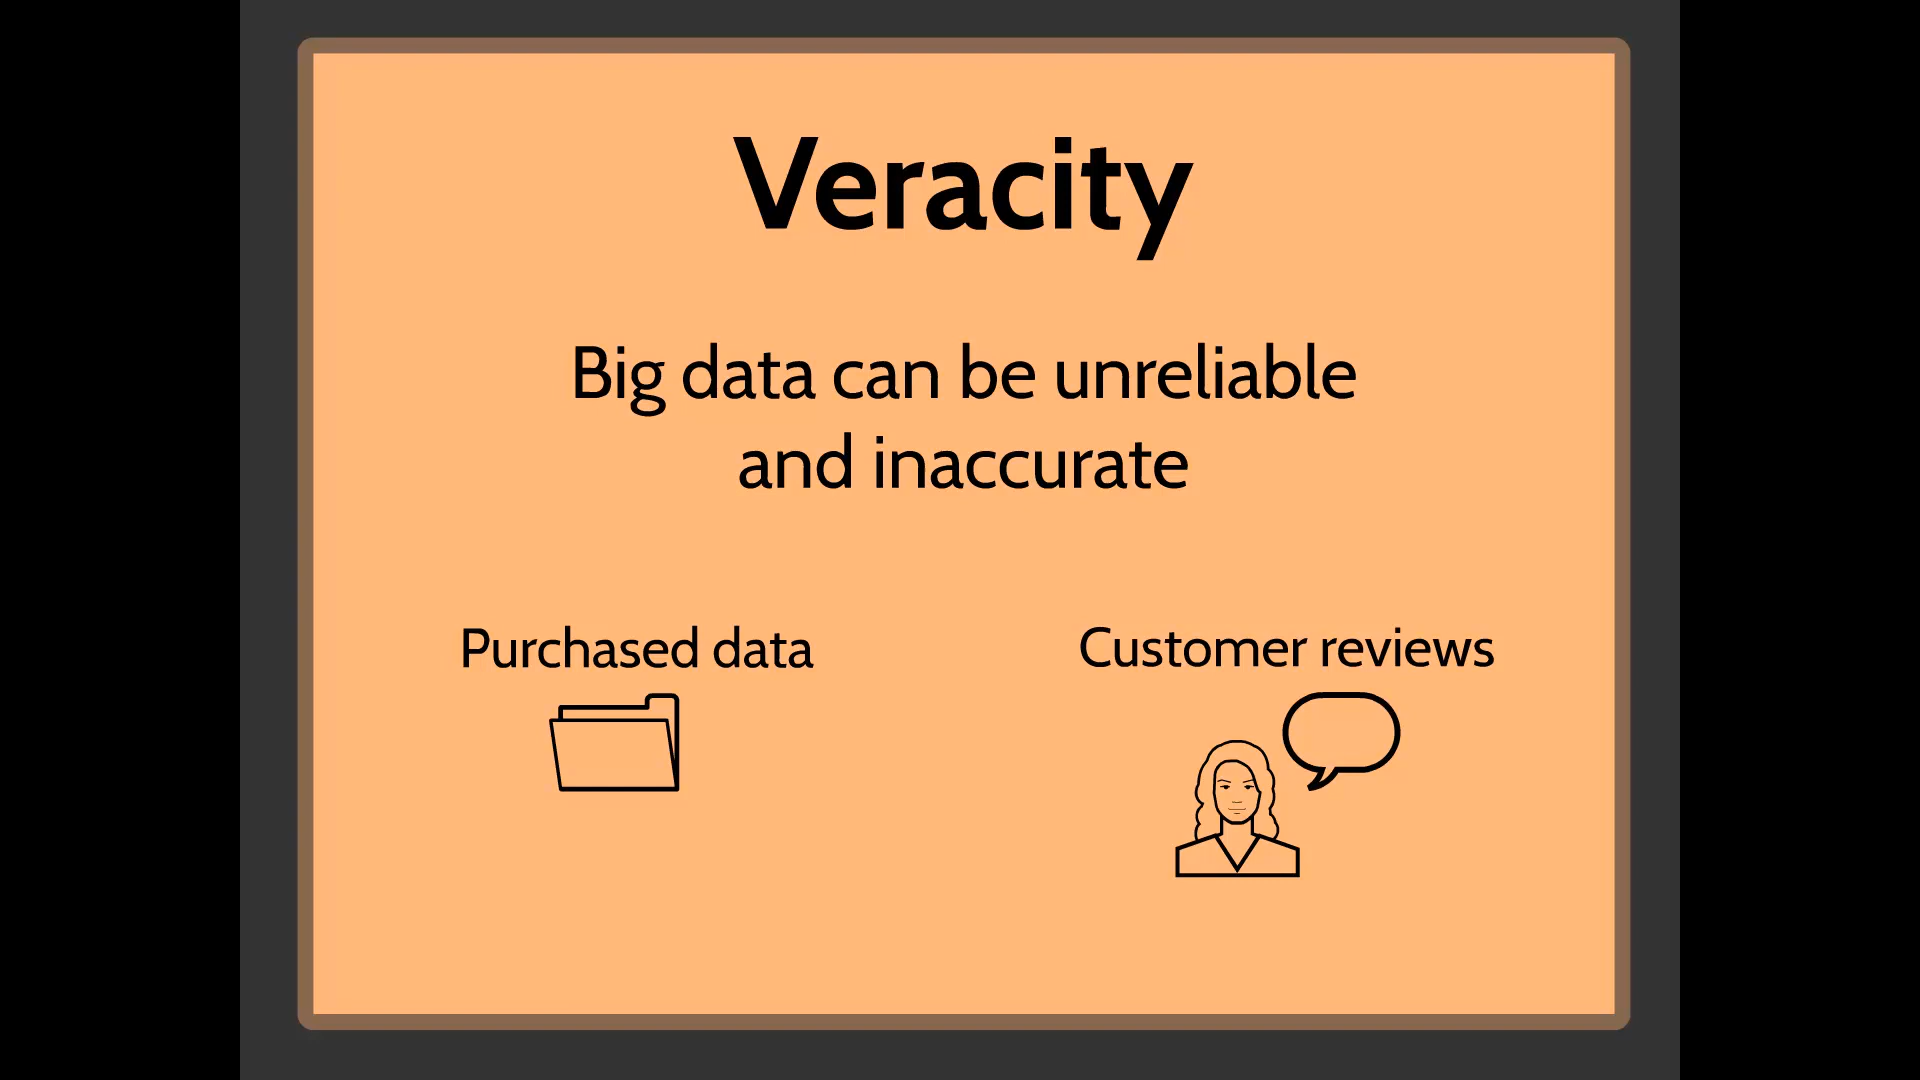 Veracity
Big data can be unreliable
and inaccurate
Purchased data
Customer reviews